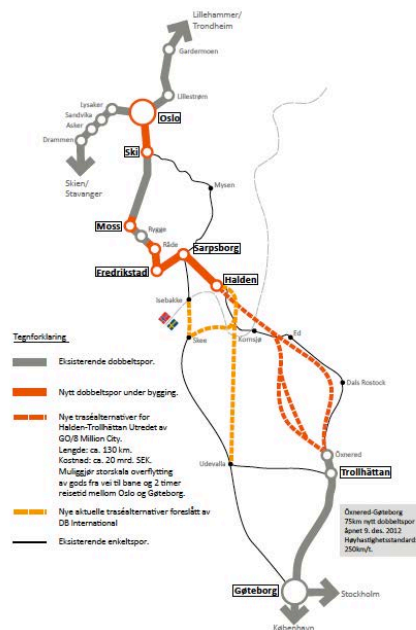 Lillehammer/
Trondheim
Gardermoen
Lillestrøm
Lysaker
Sandvika
Asker
Drammen
Oslo
Skien/
Stavanger
Ski
Mysen
Moss
Rygge
Råde
Sarpsborg
Fredrikstad
Halden
Isebakke
Skee
Kornsjø
Ed
Dals Rostock
Tegnforklaring
Eksisterende dobbeltspor.
Nytt dobbeltspor under bygging.
Nye traséalternativer for
Halden-Trollhättan Utredet av
GO/8 Million City.
Lengde: ca. 130 km.
Kostnad: ca. 20 mrd. SEK.
Muliggjør storskala overflytting
av gods fra vei til bane og 2 timer
reisetid mellom Oslo og Gøteborg.
Nye aktuelle traséalternativer foreslått av
DB International
Eksisterende enkeltspor.
Öxnered
Udevalla
Trollhättan
Öxnered-Gøteborg
75km nytt dobbeltspor
åpnet 9. des. 2012
Høyhastighetsstandard:
250km/t.
Gøteborg
Stockholm
København